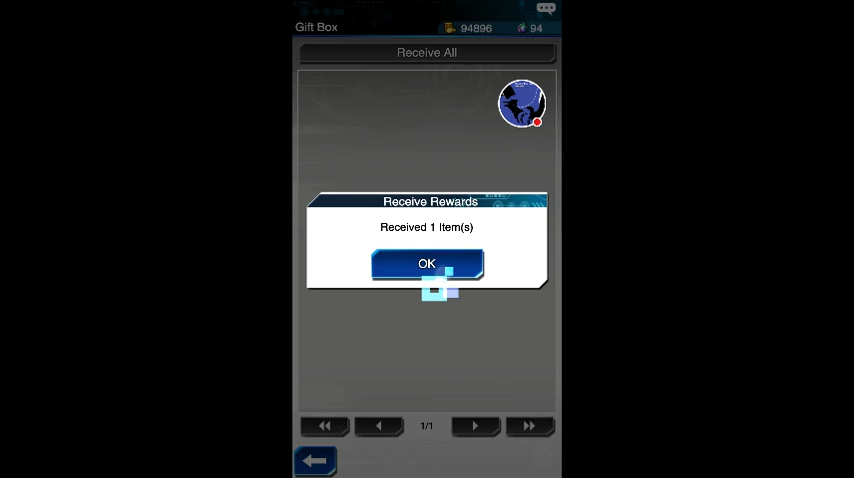 Gift Box
94896
94
Receive All
Receive Rewards
Received 1 Item(s)
OK
1/1